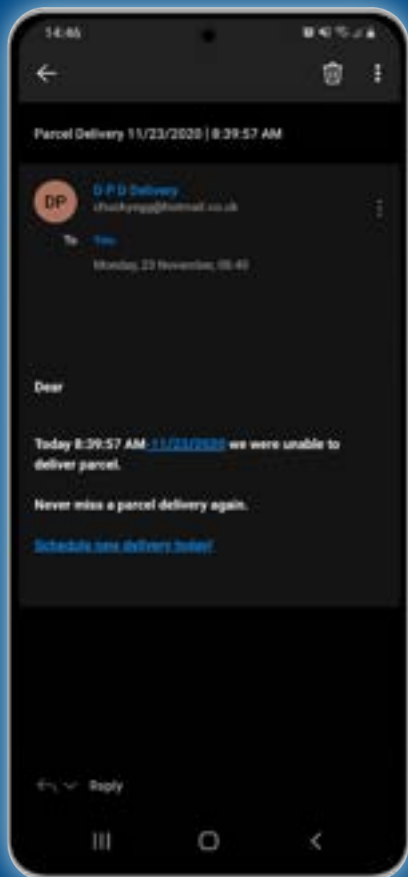 14:46
Parcel Delivery 11/23/2020 | 8:39:57 AM
DP
D P D Delivery
To You
Monday, 23 November, 08:40
Dear
Today 8:39:57 AM 11/23/2020 we were unable to
deliver parcel.
Never miss a parcel delivery again.
Schedule new delivery today!
Reply